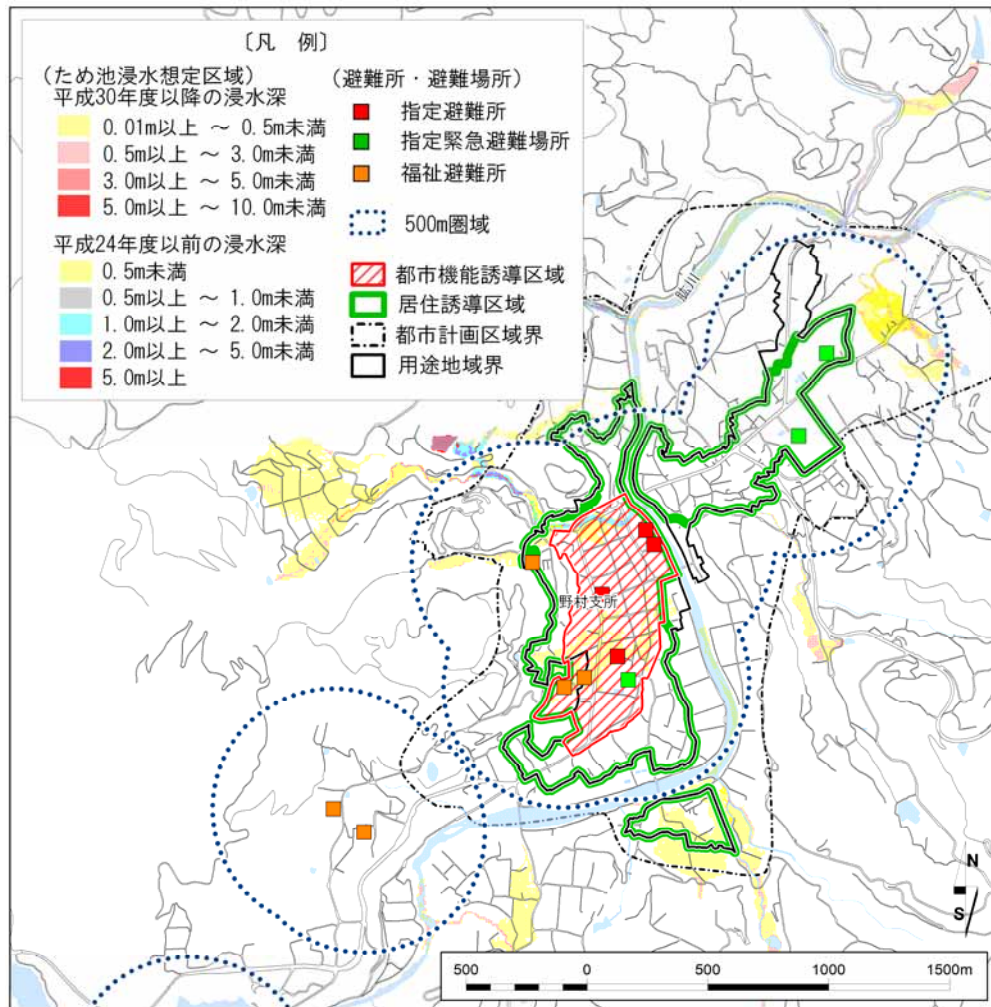 〔凡 例〕
(ため池浸水想定区域)
平成30年度以降の浸水深
0.01m以上 ～ 0.5m未満
0.5m以上 ～ 3.0m未満
3.0m以上 ～ 5.0m未満
5.0m以上 ～ 10.0m未満
平成24年度以前の浸水深
0.5m未満
0.5m以上 ～ 1.0m未満
1.0m以上 ～ 2.0m未満
2.0m以上 ～ 5.0m未満
5.0m以上
(避難所・避難場所)
指定避難所
指定緊急避難場所
福祉避難所
500m圏域
都市機能誘導区域
居住誘導区域
都市計画区域界
用途地域界
野村支所
N
S
500 0 500 1000 1500m